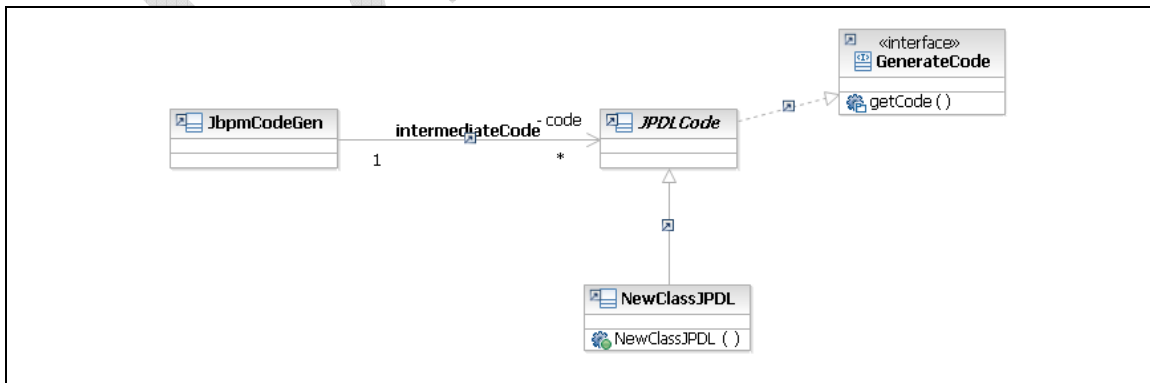 «interface»
GenerateCode
getCode ( )
JbpmCodeGen
intermediateCode
- code
JPDLCode
1
*
NewClassJPDL
NewClassJPDL ( )